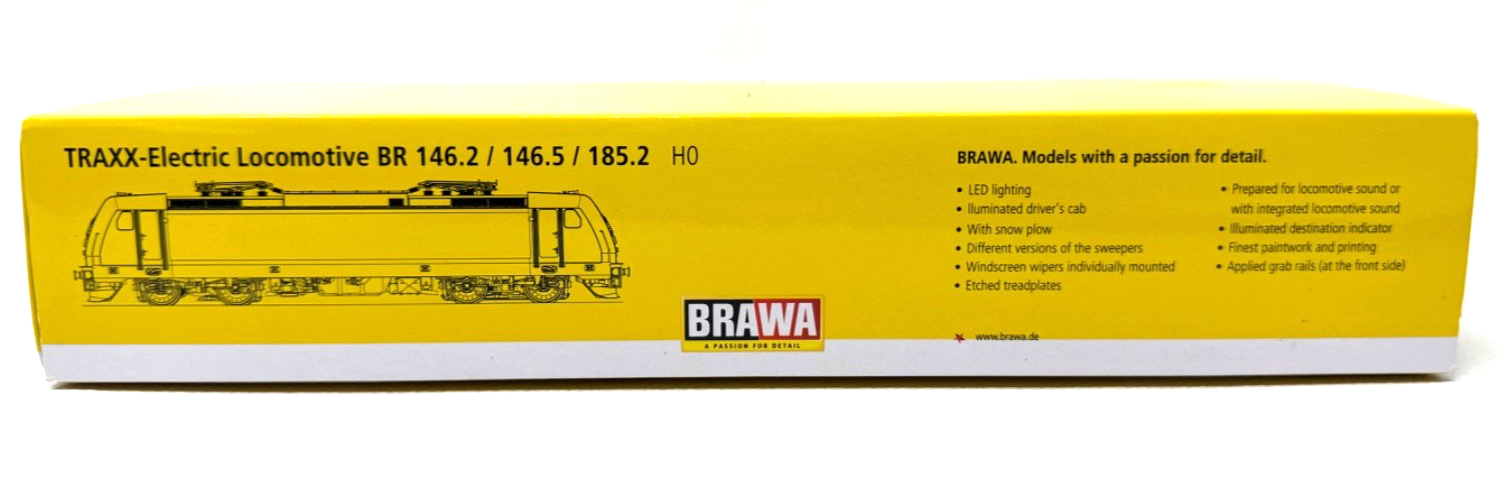 TRAXX-Electric Locomotive BR 146.2 / 146.5 / 185.2 H0
BRAWA
A PASSION FOR DETAIL
BRAWA. Models with a passion for detail.
• LED lighting
• Iluminated driver's cab
• With snow plow
• Different versions of the sweepers
• Windscreen wipers individually mounted
• Etched treadplates
• Prepared for locomotive sound or
with integrated locomotive sound
• Illuminated destination indicator
• Finest paintwork and printing
• Applied grab rails (at the front side)
www.brawa.de